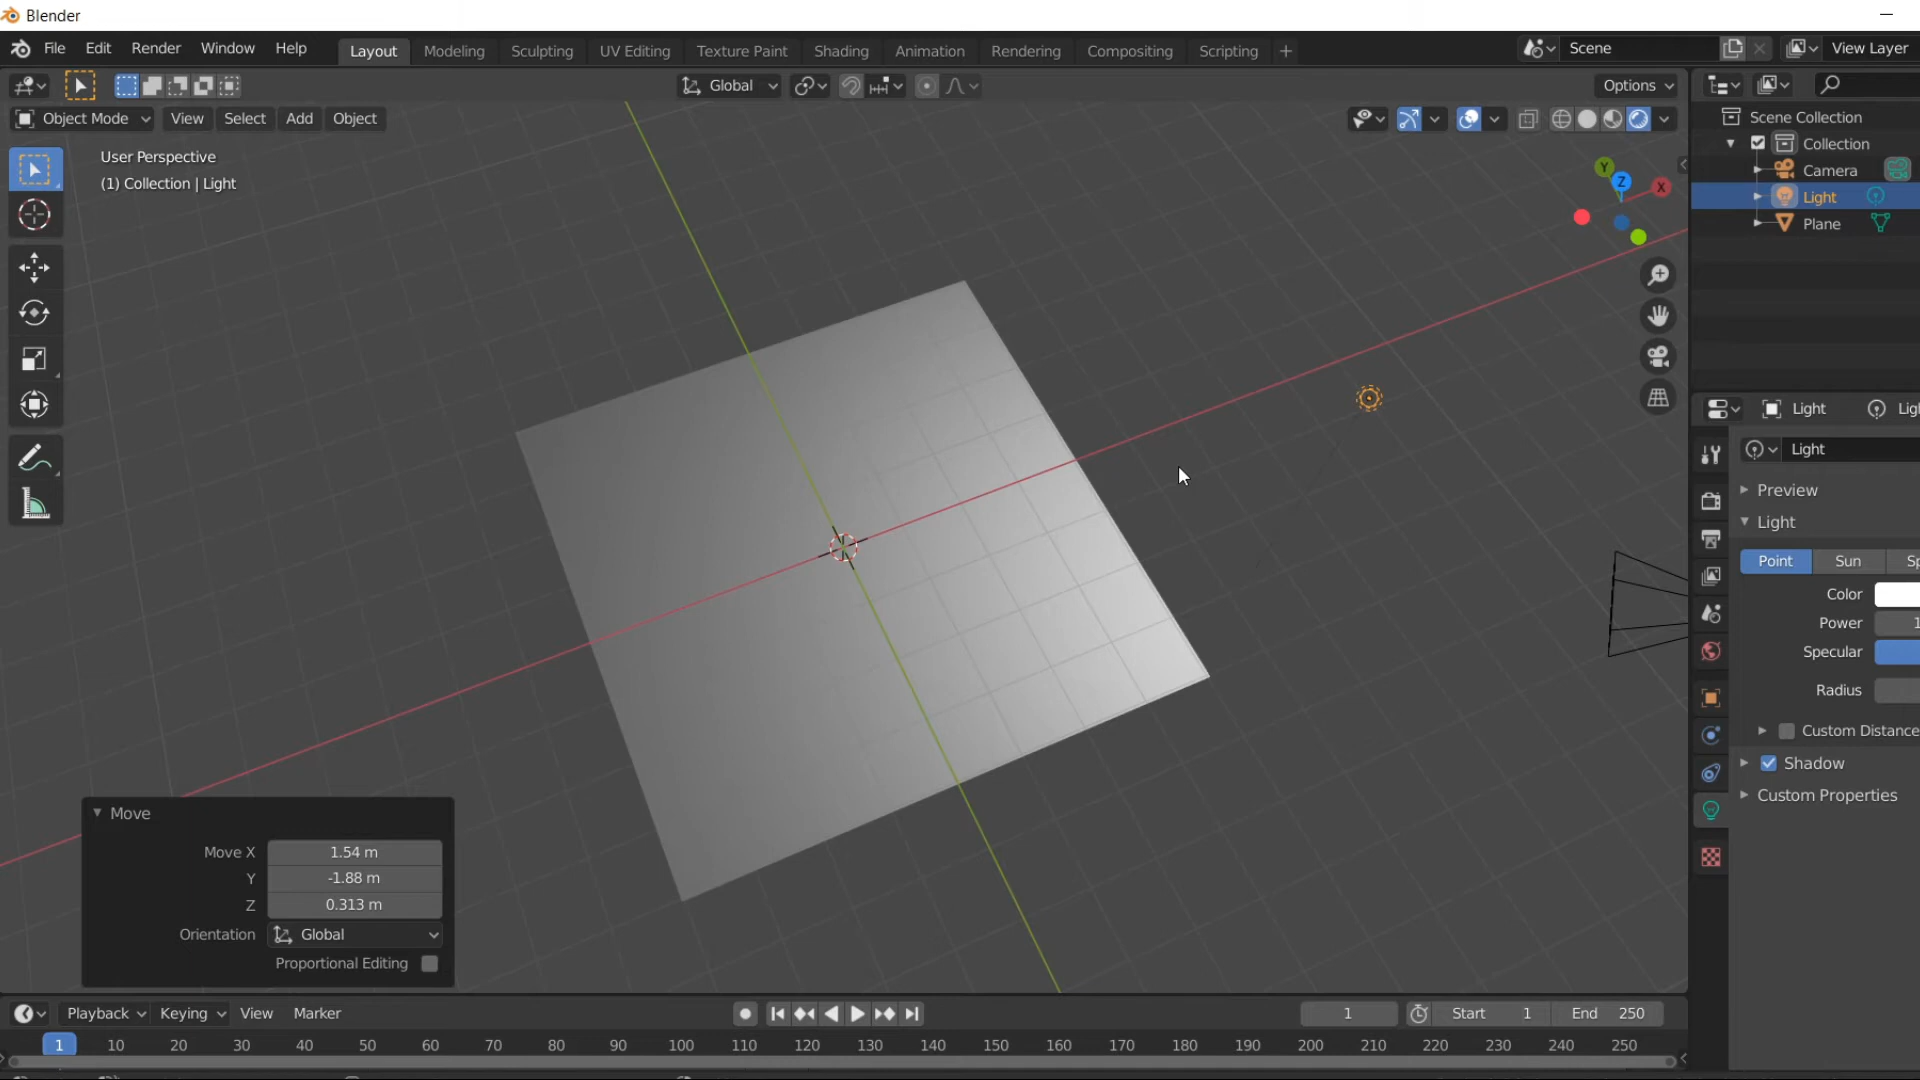 Blender
File Edit Render Window Help Layout Modeling Sculpting UV Editing Texture Paint Shading Animation Rendering Compositing Scripting + Scene View Layer
Global Options
Object Mode View Select Add Object
User Perspective
(1) Collection | Light
Y Z X
Scene Collection
Collection
Camera
Light
Plane
Light
Light
Preview
Light
Point Sun
Color
Power
Specular
Radius
Custom Distance
Shadow
Custom Properties
Move
Move X 1.54 m
Y -1.88 m
Z 0.313 m
Orientation Global
Proportional Editing
Playback Keying View Marker 1 Start 1 End 250
1 10 20 30 40 50 60 70 80 90 100 110 120 130 140 150 160 170 180 190 200 210 220 230 240 250